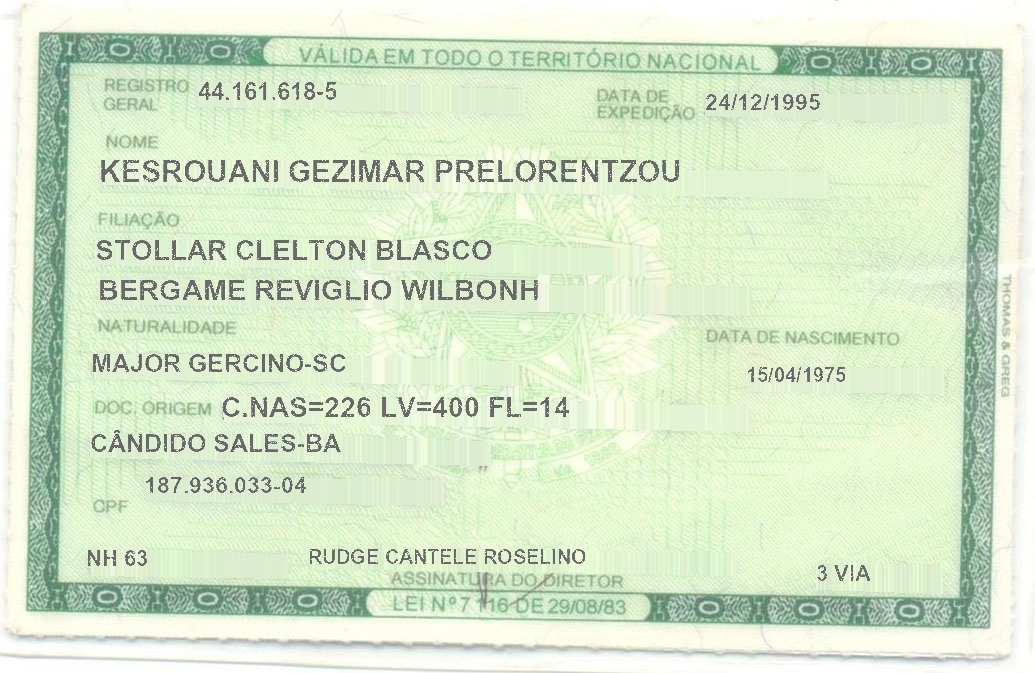 VÁLIDA EM TODO O TERRITÓRIO NACIONAL
REGISTRO GERAL 44.161.618-5
DATA DE EXPEDIÇÃO 24/12/1995
NOME
KESROUANI GEZIMAR PRELORENTZOU
FILIAÇÃO
STOLLAR CLELTON BLASCO
BERGAME REVIGLIO WILBONH
NATURALIDADE
DATA DE NASCIMENTO
MAJOR GERCINO-SC
15/04/1975
DOC. ORIGEM C.NAS=226 LV=400 FL=14
CÂNDIDO SALES-BA
187.936.033-04
CPF
NH 63
RUDGE CANTELE ROSELINO
3 VIA
ASSINATURA DO DIRETOR
LEI Nº 7 116 DE 29/08/83
THOMAS & GREG